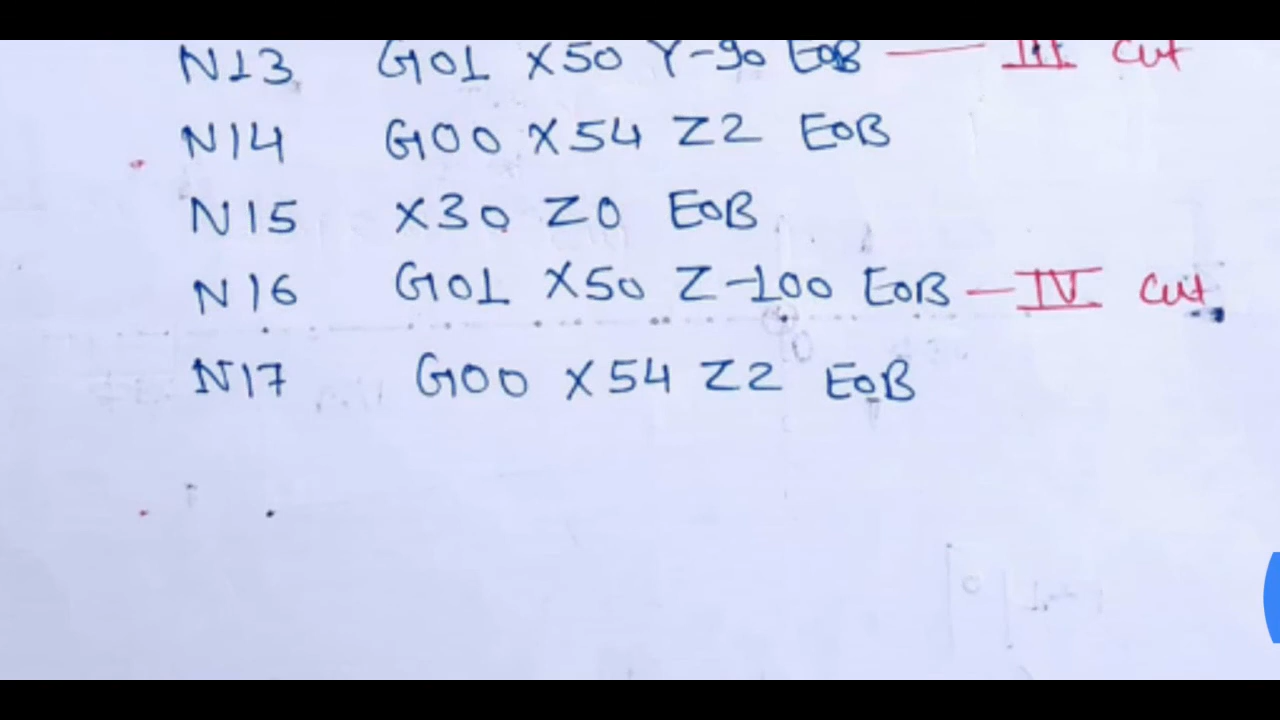 N13 G01 X50 Y-90 EOB — III cut
N14 G00 X54 Z2 EOB
N15 X30 Z0 EOB
N16 G01 X50 Z-100 EOB — IV cut
N17 G00 X54 Z2 EOB